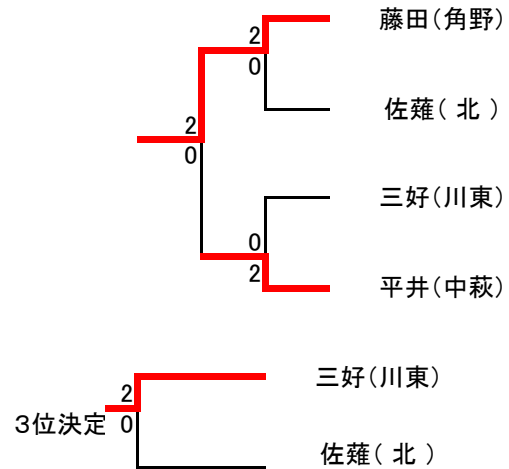 藤田(角野)
2
0
佐薙( 北 )
2
0
三好(川東)
0
2
平井(中萩)
三好(川東)
2
3位決定 0
佐薙( 北 )